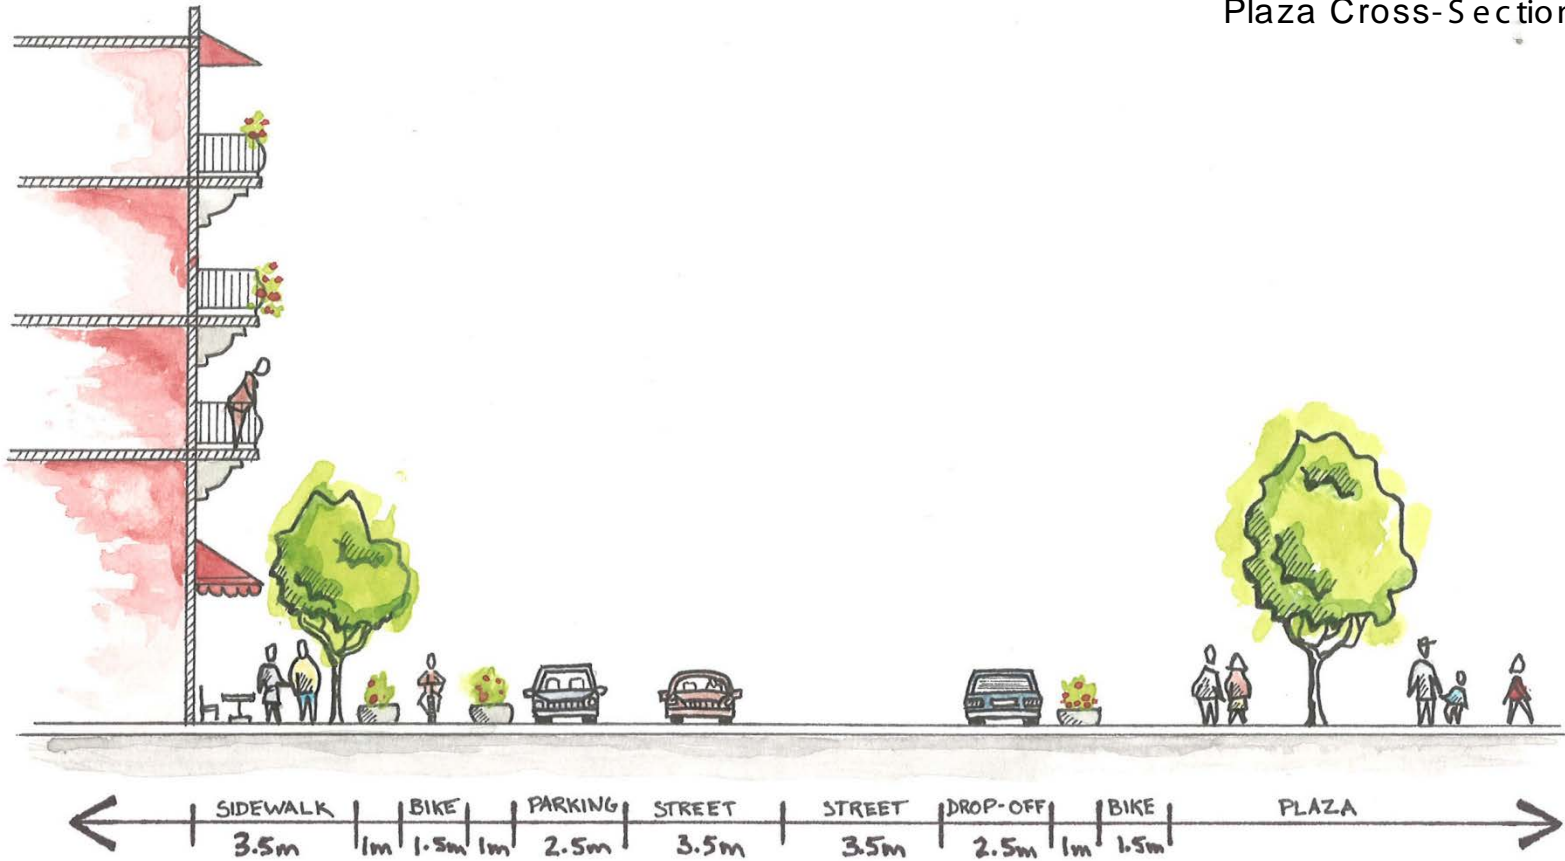 Plaza Cross-Section
SIDEWALK BIKE PARKING STREET STREET DROP-OFF BIKE PLAZA
3.5m 1m 1.5m 1m 2.5m 3.5m 3.5m 2.5m 1m 1.5m